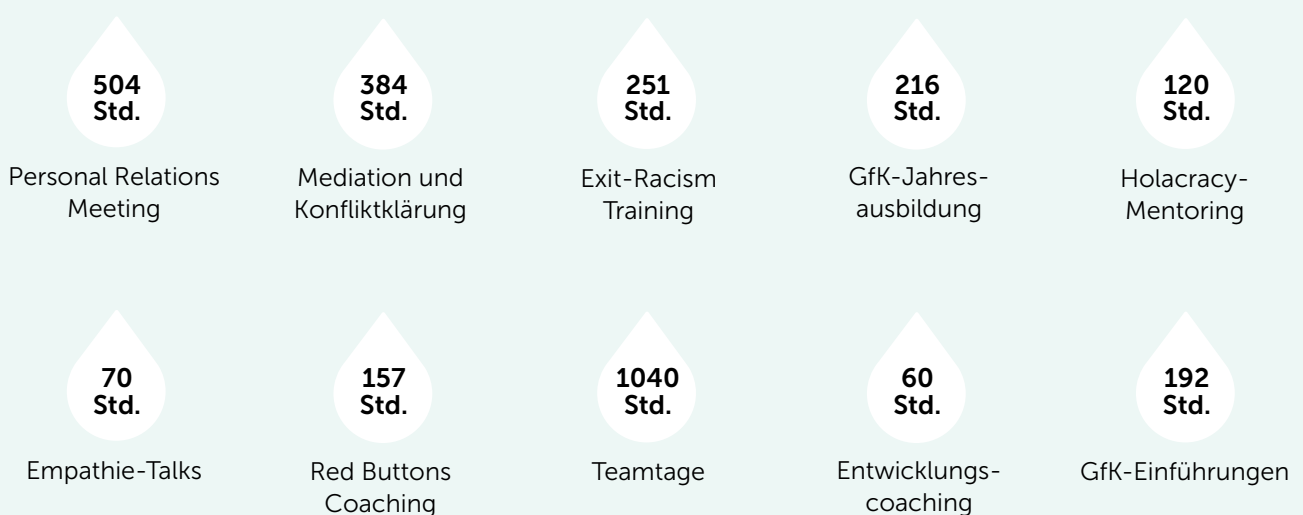 504
Std.
Personal Relations
Meeting
384
Std.
Mediation und
Konfliktklärung
251
Std.
Exit-Racism
Training
216
Std.
GfK-Jahres-
ausbildung
120
Std.
Holacracy-
Mentoring
70
Std.
Empathie-Talks
157
Std.
Red Buttons
Coaching
1040
Std.
Teamtage
60
Std.
Entwicklungs-
coaching
192
Std.
GfK-Einführungen